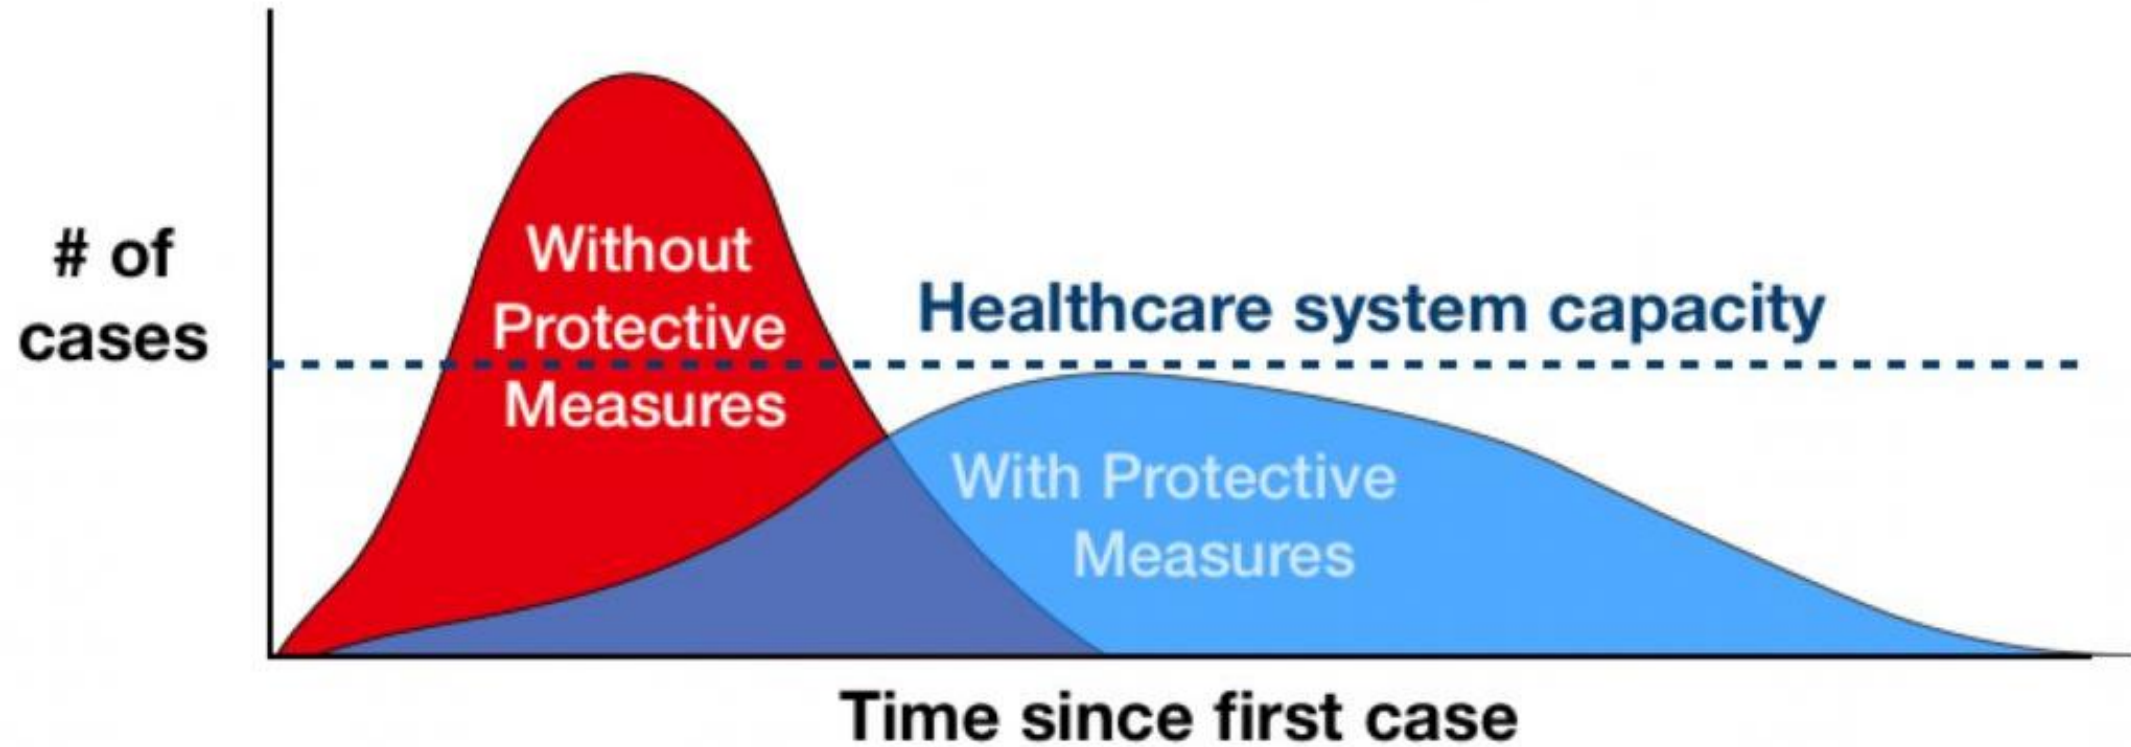 # of
cases
Without
Protective
Measures
Healthcare system capacity
With Protective
Measures
Time since first case